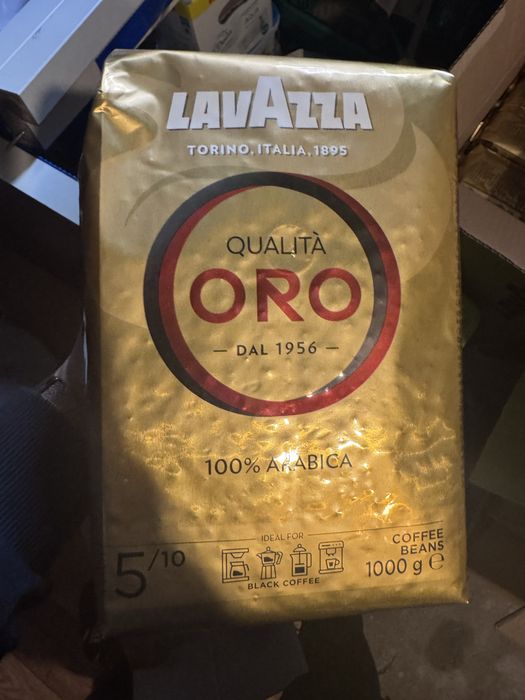 LAVAZZA
TORINO, ITALIA, 1895
QUALITÀ
ORO
— DAL 1956 —
100% ARABICA
IDEAL FOR
5/10
BLACK COFFEE
COFFEE
BEANS
1000 g ℮